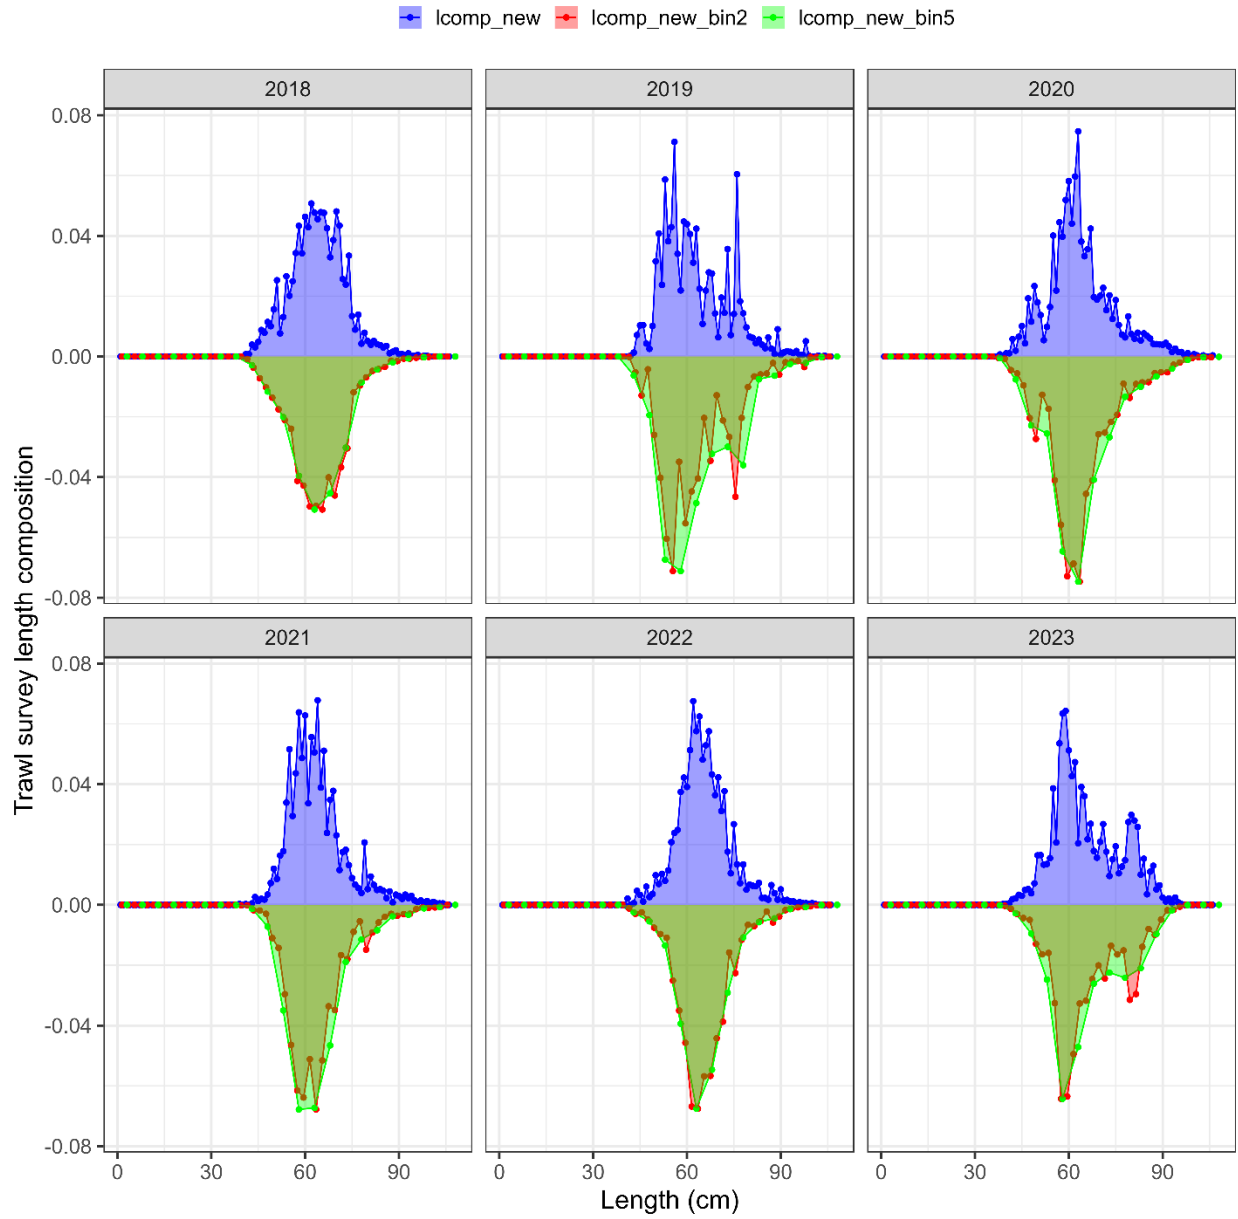 lcomp_new lcomp_new_bin2 lcomp_new_bin5
2018 2019 2020
0.08
0.04
0.00
-0.04
-0.08
2021 2022 2023
0.08
0.04
0.00
-0.04
-0.08
0 30 60 90 0 30 60 90 0 30 60 90
Length (cm)
Trawl survey length composition